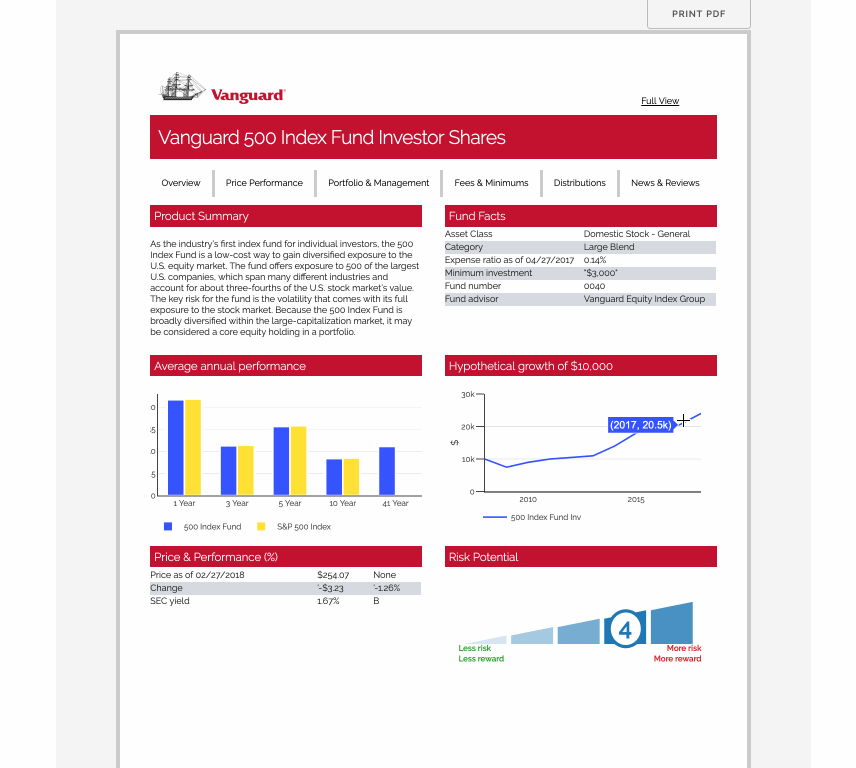 PRINT PDF
Vanguard
Full View
Vanguard 500 Index Fund Investor Shares
Overview
Price Performance
Portfolio & Management
Fees & Minimums
Distributions
News & Reviews
Product Summary
As the industry's first index fund for individual investors, the 500
Index Fund is a low-cost way to gain diversified exposure to the
U.S. equity market. The fund offers exposure to 500 of the largest
U.S. companies, which span many different industries and
account for about three-fourths of the U.S. stock market's value.
The key risk for the fund is the volatility that comes with its full
exposure to the stock market. Because the 500 Index Fund is
broadly diversified within the large-capitalization market, it may
be considered a core equity holding in a portfolio.
Fund Facts
Asset Class Domestic Stock - General
Category Large Blend
Expense ratio as of 04/27/2017 0.14%
Minimum investment "$3,000"
Fund number 0040
Fund advisor Vanguard Equity Index Group
Average annual performance
0
5
0
5
0
1 Year 3 Year 5 Year 10 Year 41 Year
500 Index Fund S&P 500 Index
Hypothetical growth of $10,000
30k
20k
10k
0
$
(2017, 20.5k)
2010 2015
500 Index Fund Inv
Price & Performance (%)
Price as of 02/27/2018 $254.07 None
Change '-$3.23 '-1.26%
SEC yield 1.67% B
Risk Potential
4
Less risk More risk
Less reward More reward